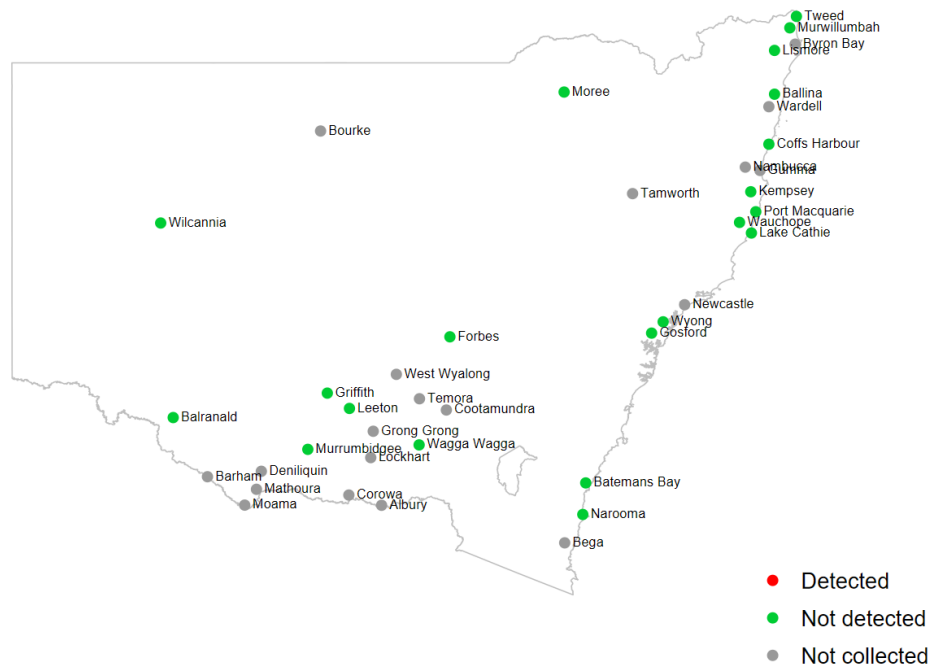 Tweed
Murwillumbah
Byron Bay
Lismore
Moree
Ballina
Wardell
Bourke
Coffs Harbour
Nambucca
Gumma
Tamworth
Kempsey
Port Macquarie
Wilcannia
Wauchope
Lake Cathie
Newcastle
Wyong
Gosford
Forbes
West Wyalong
Griffith
Temora
Leeton
Cootamundra
Balranald
Grong Grong
Wagga Wagga
Murrumbidgee
Lockhart
Deniliquin
Barham
Batemans Bay
Mathoura
Corowa
Moama
Albury
Narooma
Bega
Detected
Not detected
Not collected